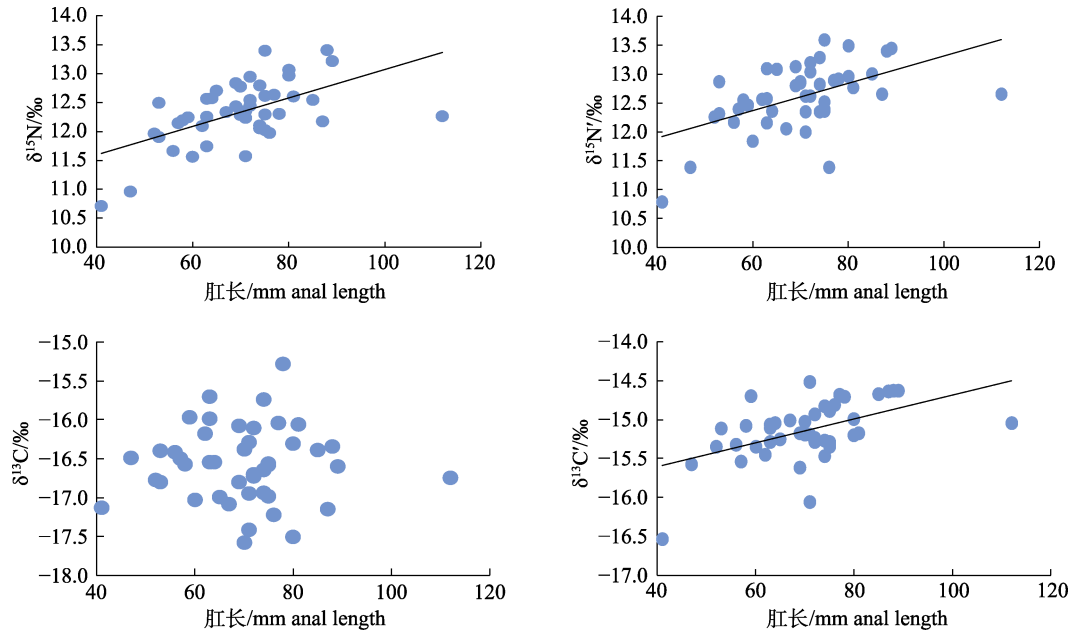 14.0
13.5
13.0
12.5
12.0
11.5
11.0
10.5
10.0
δ¹⁵N/‰
40 60 80 100 120
肛长/mm anal length
14.0
13.5
13.0
12.5
12.0
11.5
11.0
10.5
10.0
δ¹⁵N′/‰
40 60 80 100 120
肛长/mm anal length
−15.0
−15.5
−16.0
−16.5
−17.0
−17.5
−18.0
δ¹³C/‰
40 60 80 100 120
肛长/mm anal length
−14.0
−14.5
−15.0
−15.5
−16.0
−16.5
−17.0
δ¹³C′/‰
40 60 80 100 120
肛长/mm anal length